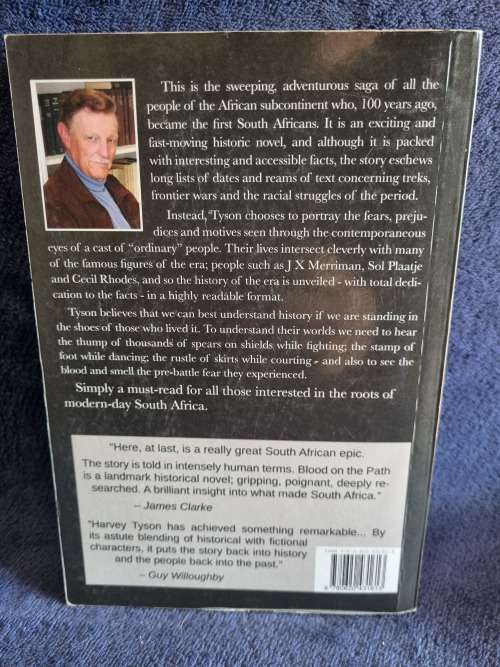 This is the sweeping, adventurous saga of all the
people of the African subcontinent who, 100 years ago,
became the first South Africans. It is an exciting and
fast-moving historic novel, and although it is packed
with interesting and accessible facts, the story eschews
long lists of dates and reams of text concerning treks,
frontier wars and the racial struggles of the period.
Instead, Tyson chooses to portray the fears, preju-
dices and motives seen through the contemporaneous
eyes of a cast of “ordinary” people. Their lives intersect cleverly with many
of the famous figures of the era; people such as J X Merriman, Sol Plaatje
and Cecil Rhodes, and so the history of the era is unveiled - with total dedi-
cation to the facts - in a highly readable format.
Tyson believes that we can best understand history if we are standing in
the shoes of those who lived it. To understand their worlds we need to hear
the thump of thousands of spears on shields while fighting; the stamp of
foot while dancing; the rustle of skirts while courting - and also to see the
blood and smell the pre-battle fear they experienced.
Simply a must-read for all those interested in the roots of
modern-day South Africa.
"Here, at last, is a really great South African epic.
The story is told in intensely human terms. Blood on the Path
is a landmark historical novel; gripping, poignant, deeply re-
searched. A brilliant insight into what made South Africa."
– James Clarke
"Harvey Tyson has achieved something remarkable... By
its astute blending of historical with fictional
characters, it puts the story back into history
and the people back into the past."
– Guy Willoughby